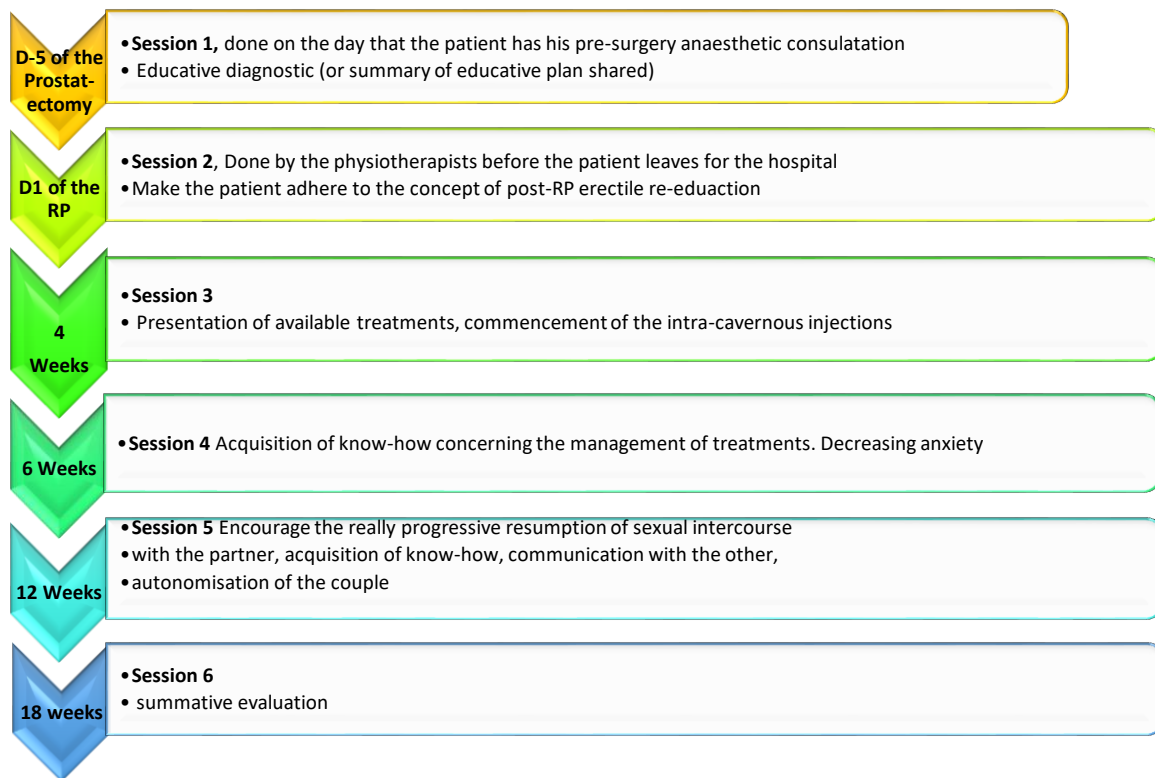 D-5 of the
Prostat-
ectomy
•Session 1, done on the day that the patient has his pre-surgery anaesthetic consulatation
• Educative diagnostic (or summary of educative plan shared)
D1 of the
RP
•Session 2, Done by the physiotherapists before the patient leaves for the hospital
•Make the patient adhere to the concept of post-RP erectile re-eduaction
4
Weeks
•Session 3
• Presentation of available treatments, commencement of the intra-cavernous injections
6 Weeks
•Session 4 Acquisition of know-how concerning the management of treatments. Decreasing anxiety
12 Weeks
•Session 5 Encourage the really progressive resumption of sexual intercourse
•with the partner, acquisition of know-how, communication with the other,
•autonomisation of the couple
18 weeks
•Session 6
• summative evaluation